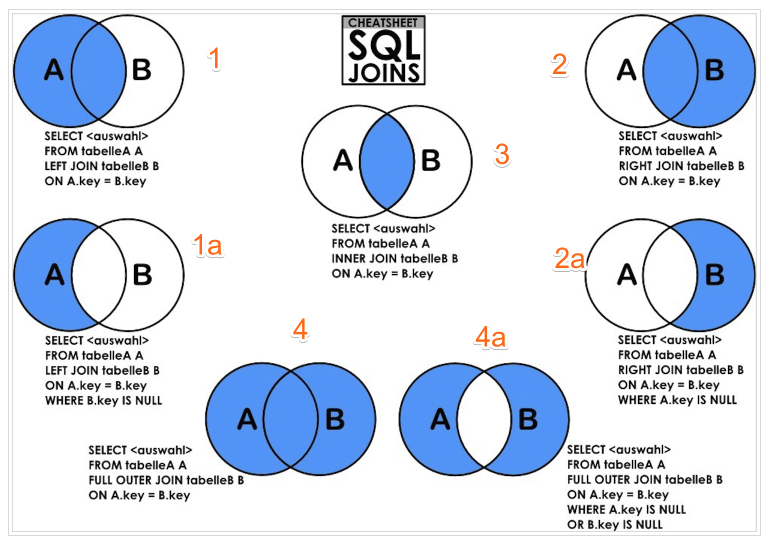 CHEATSHEET
SQL
JOINS
A B
1
SELECT <auswahl>
FROM tabelleA A
LEFT JOIN tabelleB B
ON A.key = B.key
A B
2
SELECT <auswahl>
FROM tabelleA A
RIGHT JOIN tabelleB B
ON A.key = B.key
A B
3
SELECT <auswahl>
FROM tabelleA A
INNER JOIN tabelleB B
ON A.key = B.key
A B
1a
SELECT <auswahl>
FROM tabelleA A
LEFT JOIN tabelleB B
ON A.key = B.key
WHERE B.key IS NULL
2a
A B
SELECT <auswahl>
FROM tabelleA A
RIGHT JOIN tabelleB B
ON A.key = B.key
WHERE A.key IS NULL
4
A B
SELECT <auswahl>
FROM tabelleA A
FULL OUTER JOIN tabelleB B
ON A.key = B.key
4a
A B
SELECT <auswahl>
FROM tabelleA A
FULL OUTER JOIN tabelleB B
ON A.key = B.key
WHERE A.key IS NULL
OR B.key IS NULL